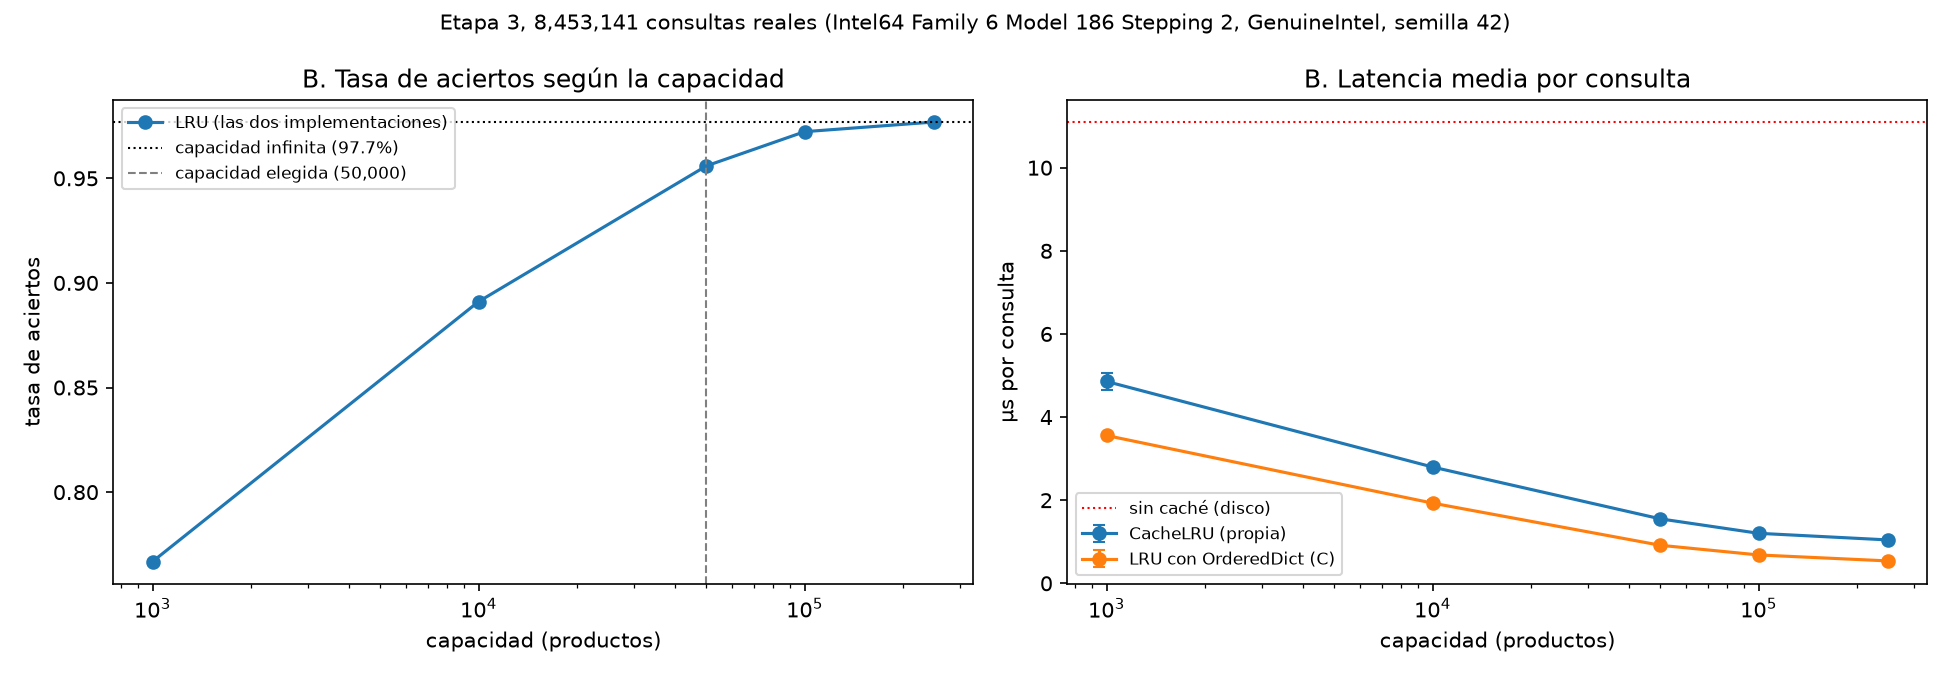 Etapa 3, 8,453,141 consultas reales (Intel64 Family 6 Model 186 Stepping 2, GenuineIntel, semilla 42)
B. Tasa de aciertos según la capacidad
LRU (las dos implementaciones)
capacidad infinita (97.7%)
capacidad elegida (50,000)
0.95
0.90
0.85
0.80
tasa de aciertos
10³
10⁴
10⁵
capacidad (productos)
B. Latencia media por consulta
10
8
6
4
2
0
µs por consulta
sin caché (disco)
CacheLRU (propia)
LRU con OrderedDict (C)
10³
10⁴
10⁵
capacidad (productos)